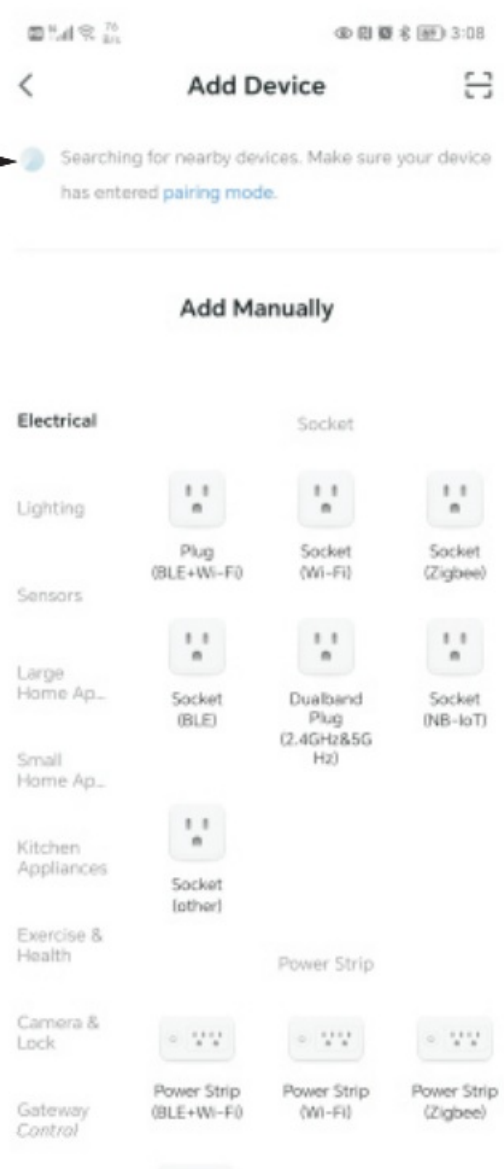 3:08
Add Device
Searching for nearby devices. Make sure your device
has entered pairing mode.
Add Manually
Electrical
Socket
Lighting
Plug
(BLE+Wi-Fi)
Socket
(Wi-Fi)
Socket
(Zigbee)
Sensors
Large
Home Ap...
Socket
(BLE)
Dualband
Plug
(2.4GHz&5G
Hz)
Socket
(NB-IoT)
Small
Home Ap...
Kitchen
Appliances
Socket
(other)
Exercise &
Health
Power Strip
Camera &
Lock
Power Strip
(BLE+Wi-Fi)
Power Strip
(Wi-Fi)
Power Strip
(Zigbee)
Gateway
Control